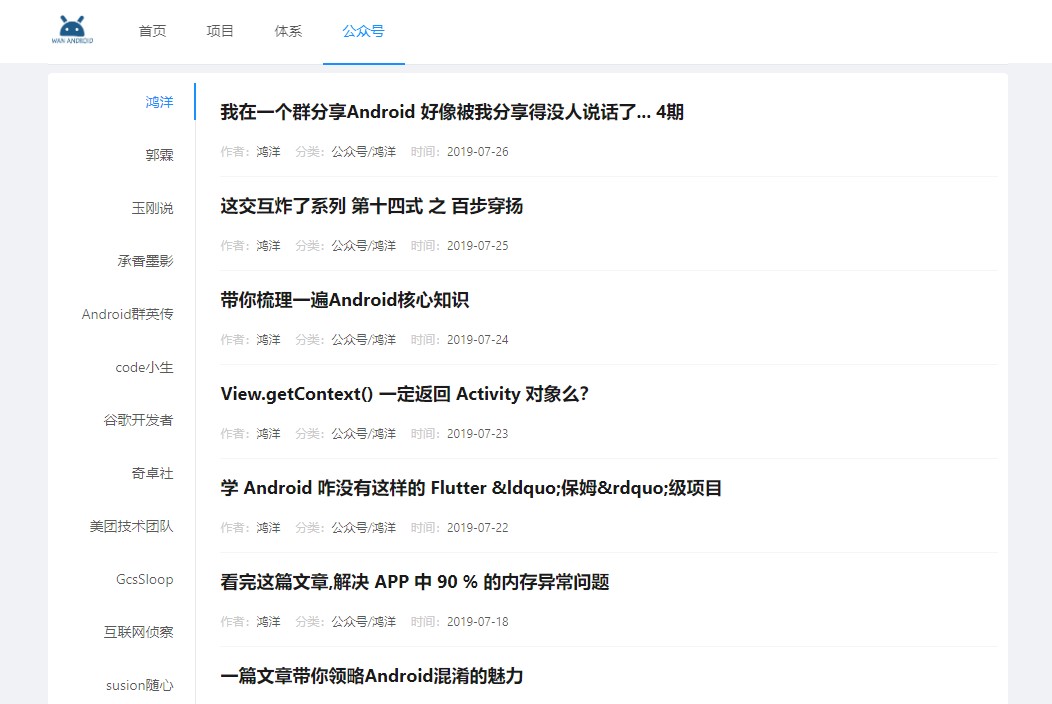 WAN ANDROID
首页 项目 体系 公众号
鸿洋
郭霖
玉刚说
承香墨影
Android群英传
code小生
谷歌开发者
奇卓社
美团技术团队
GcsSloop
互联网侦察
susion随心
我在一个群分享Android 好像被我分享得没人说话了... 4期
作者: 鸿洋 分类: 公众号/鸿洋 时间: 2019-07-26
这交互炸了系列 第十四式 之 百步穿扬
作者: 鸿洋 分类: 公众号/鸿洋 时间: 2019-07-25
带你梳理一遍Android核心知识
作者: 鸿洋 分类: 公众号/鸿洋 时间: 2019-07-24
View.getContext() 一定返回 Activity 对象么?
作者: 鸿洋 分类: 公众号/鸿洋 时间: 2019-07-23
学 Android 咋没有这样的 Flutter &ldquo;保姆&rdquo;级项目
作者: 鸿洋 分类: 公众号/鸿洋 时间: 2019-07-22
看完这篇文章,解决 APP 中 90 % 的内存异常问题
作者: 鸿洋 分类: 公众号/鸿洋 时间: 2019-07-18
一篇文章带你领略Android混淆的魅力